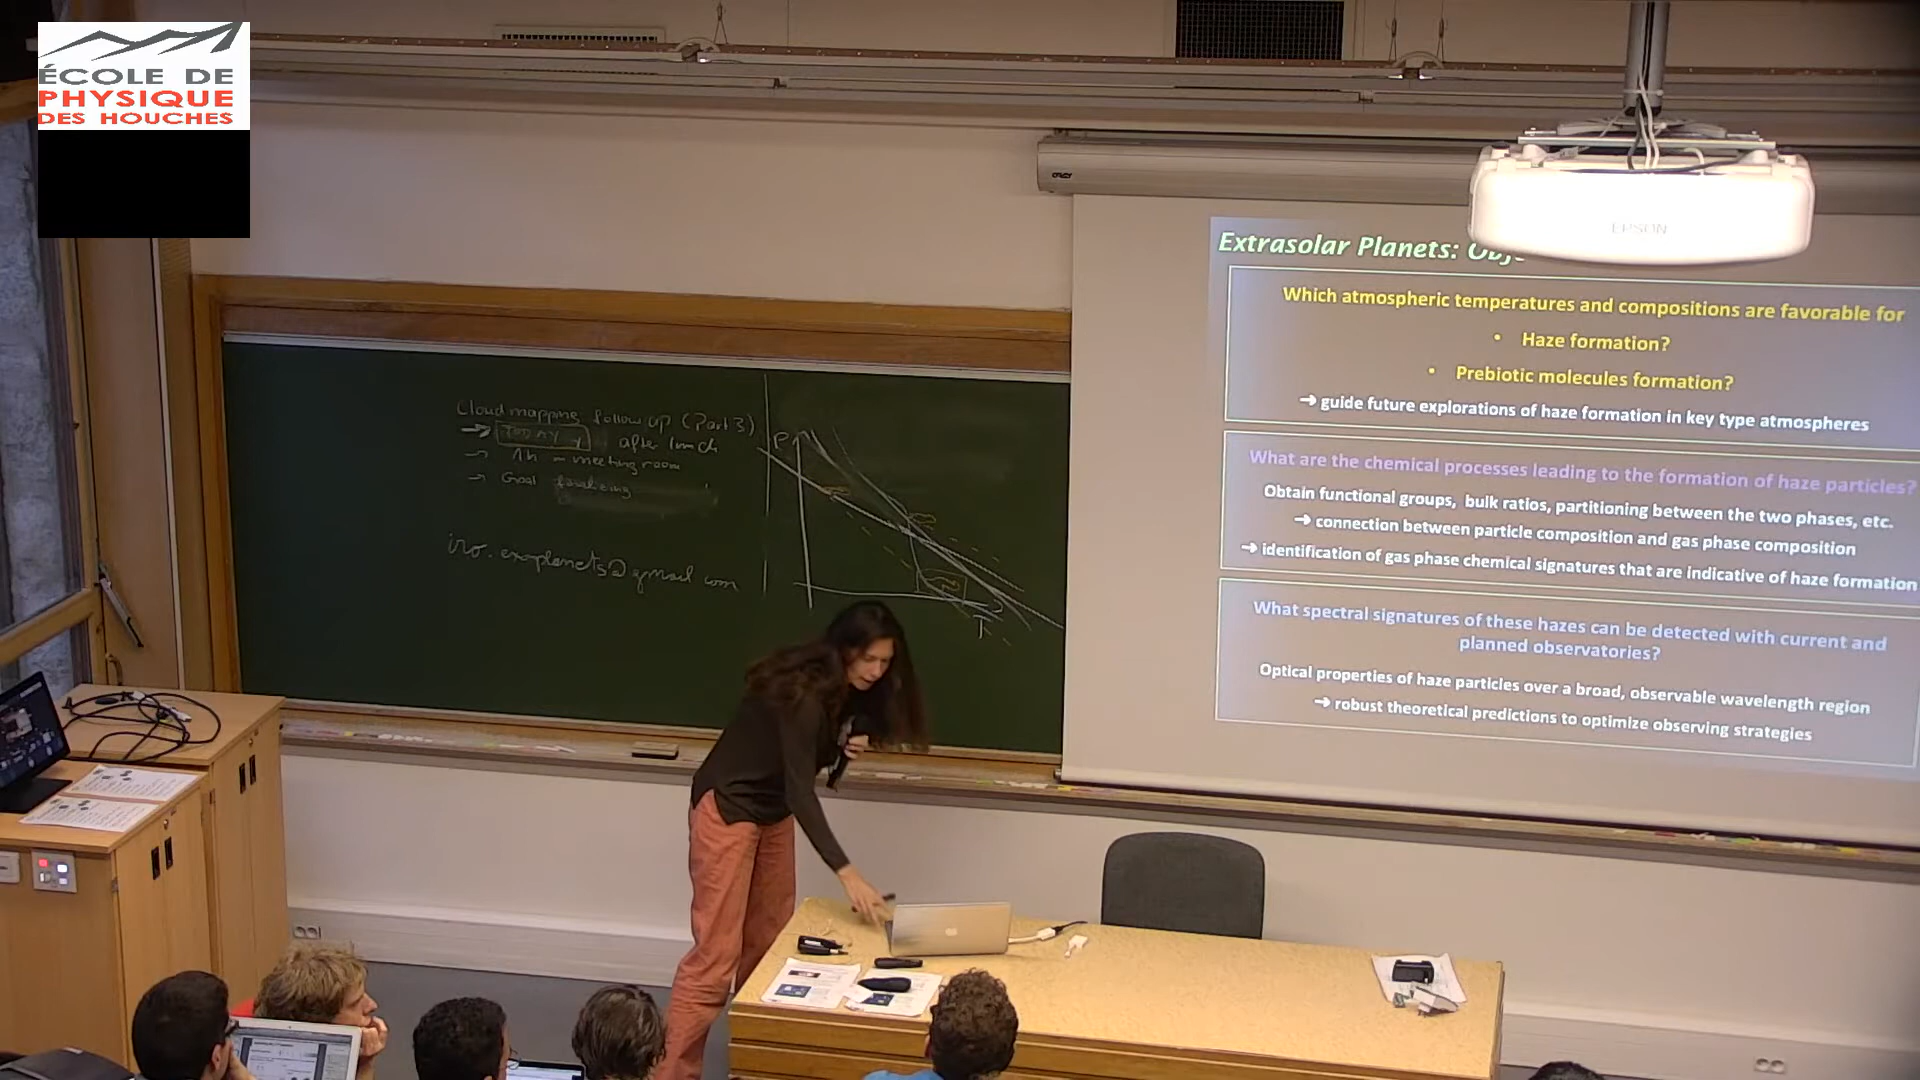 ÉCOLE DE
PHYSIQUE
DES HOUCHES
EPSON
Cloud mapping follow up (Part 3)
→ TODAY after lunch
→ 1h – meeting room
→ Goal
iro.exoplanets@gmail.com
P
T
Extrasolar Planets:
Which atmospheric temperatures and compositions are favorable for
• Haze formation?
• Prebiotic molecules formation?
→ guide future explorations of haze formation in key type atmospheres
What are the chemical processes leading to the formation of haze particles?
Obtain functional groups, bulk ratios, partitioning between the two phases, etc.
→ connection between particle composition and gas phase composition
→ identification of gas phase chemical signatures that are indicative of haze formation
What spectral signatures of these hazes can be detected with current and
planned observatories?
Optical properties of haze particles over a broad, observable wavelength region
→ robust theoretical predictions to optimize observing strategies